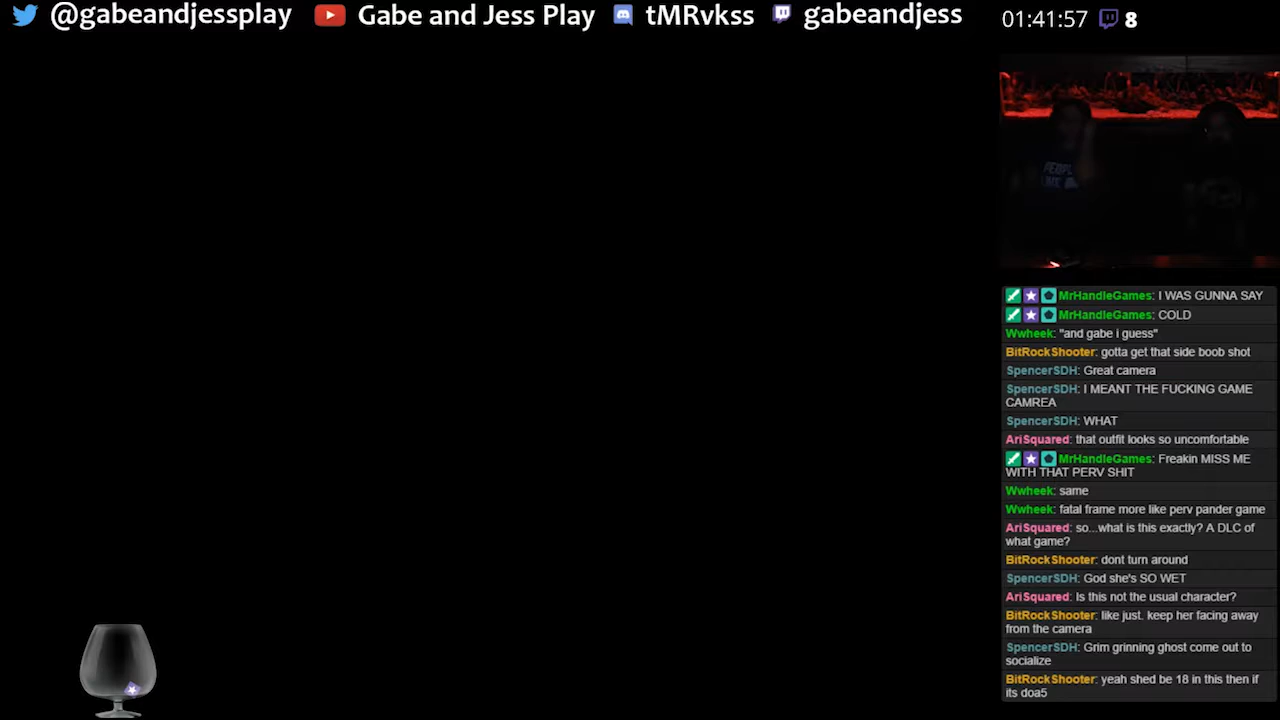 @gabeandjessplay Gabe and Jess Play tMRvkss gabeandjess
01:41:57 8
MrHandleGames: I WAS GUNNA SAY
MrHandleGames: COLD
Wwheek: "and gabe i guess"
BitRockShooter: gotta get that side boob shot
SpencerSDH: Great camera
SpencerSDH: I MEANT THE FUCKING GAME
CAMREA
SpencerSDH: WHAT
AriSquared: that outfit looks so uncomfortable
MrHandleGames: Freakin MISS ME
WITH THAT PERV SHIT
Wwheek: same
Wwheek: fatal frame more like perv pander game
AriSquared: so...what is this exactly? A DLC of
what game?
BitRockShooter: dont turn around
SpencerSDH: God she's SO WET
AriSquared: Is this not the usual character?
BitRockShooter: like just. keep her facing away
from the camera
SpencerSDH: Grim grinning ghost come out to
socialize
BitRockShooter: yeah shed be 18 in this then if
its doa5